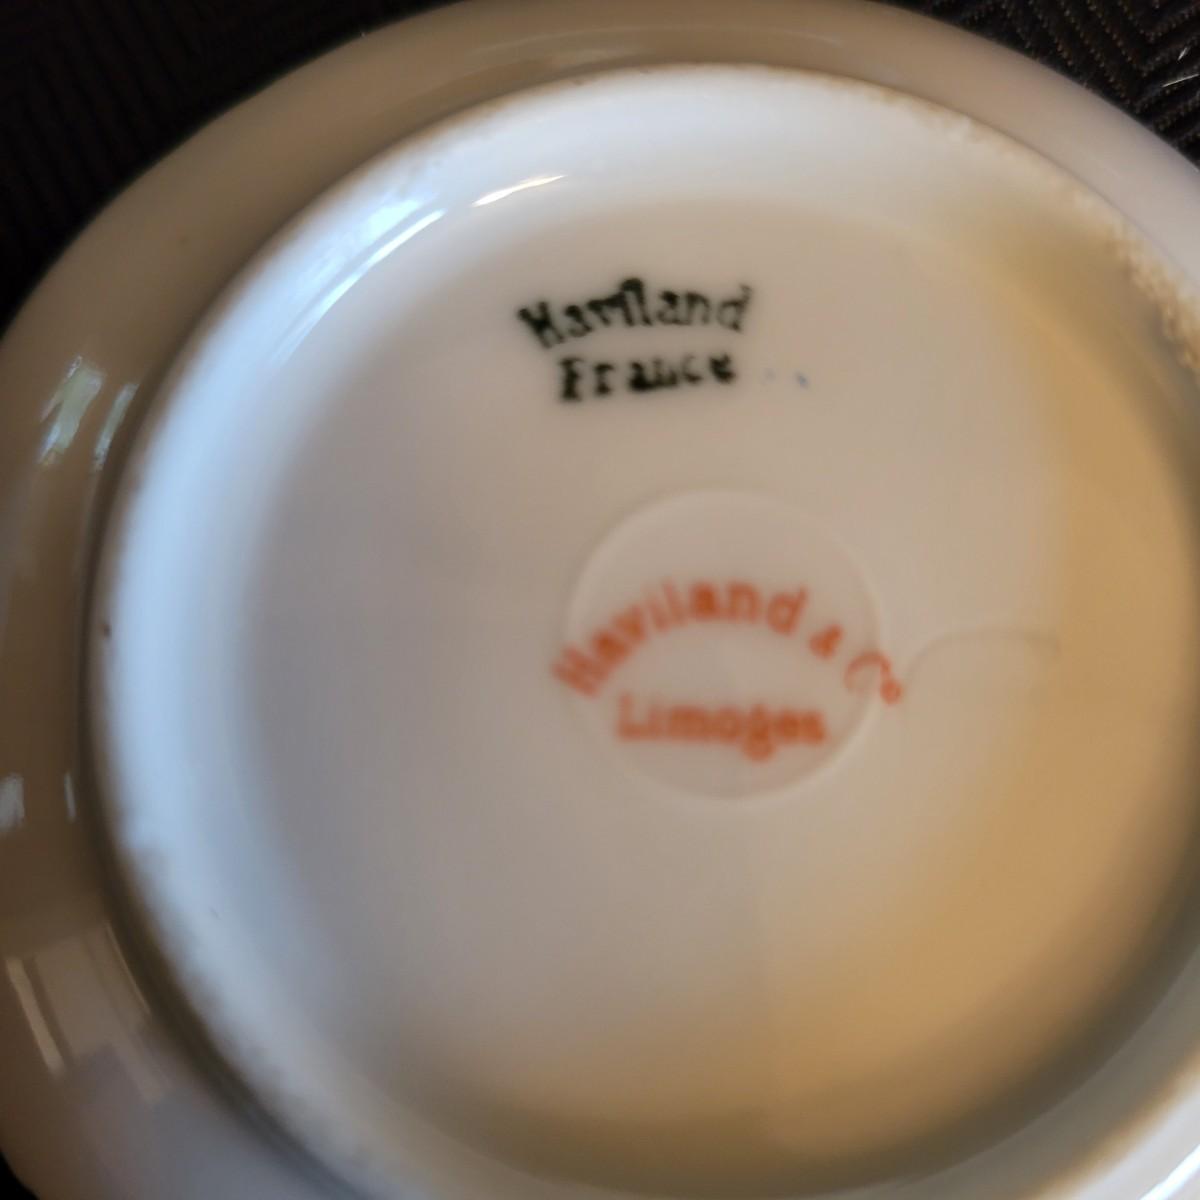 Haviland
France
Haviland & Co
Limoges